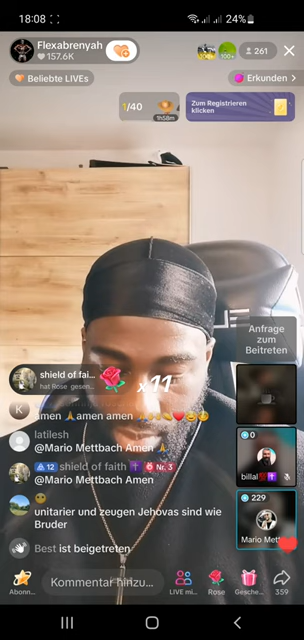 18:08
24%
Flexabrenyah
157.6K
100+
261
Beliebte LIVEs
Erkunden >
1/40
1h58m
Zum Registrieren
klicken
Anfrage
zum
Beitreten
shield of fai...
hat Rose gesen...
x11
K
amen 🙏amen amen
latilesh
@Mario Mettbach Amen 🙏
12 shield of faith ✝️ Nr. 3
@Mario Mettbach Amen
0
billal
unitarier und zeugen Jehovas sind wie
Bruder
229
Mario Mett
Best ist beigetreten
Abonn...
Kommentar hinzu...
LIVE mi...
Rose
Gesche...
359